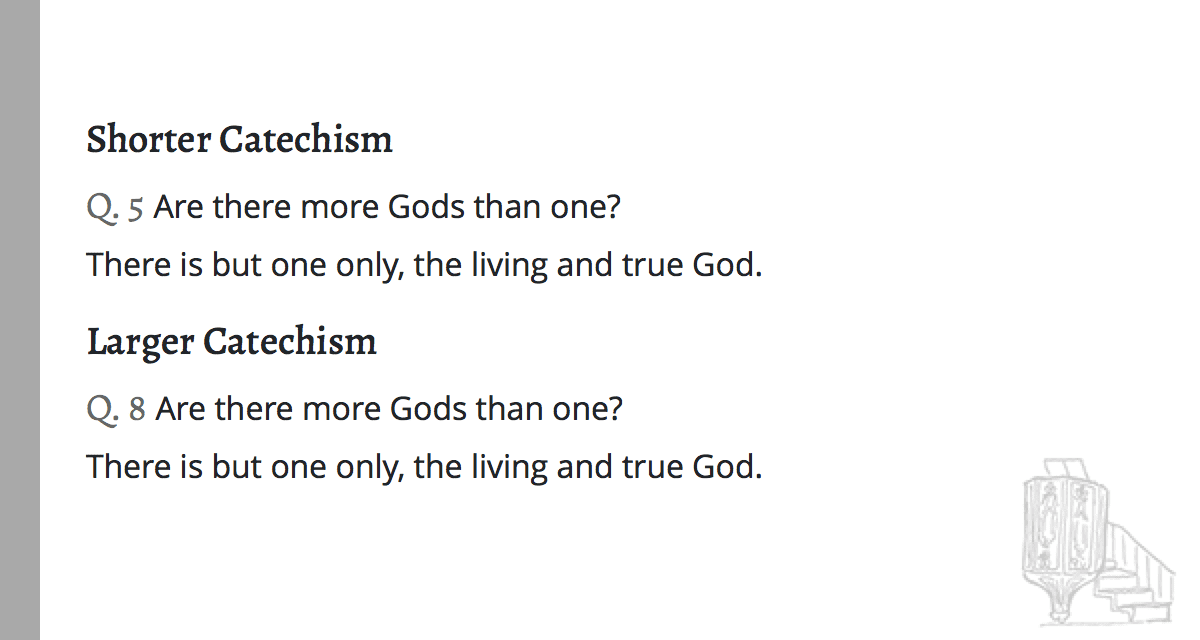 Shorter Catechism
Q. 5 Are there more Gods than one?
There is but one only, the living and true God.
Larger Catechism
Q. 8 Are there more Gods than one?
There is but one only, the living and true God.